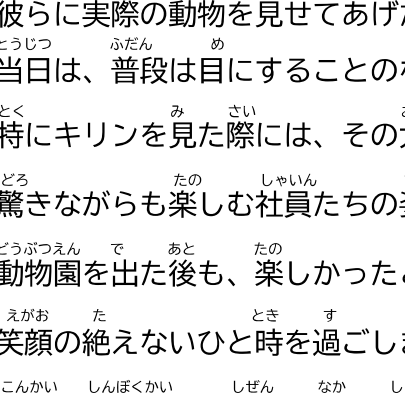 彼らに実際の動物を見せてあげ
とうじつ ふだん め
当日は、普段は目にすることの
とく み さい
特にキリンを見た際には、その
どろ たの しゃいん
驚きながらも楽しむ社員たちの
どうぶつえん で あと たの
動物園を出た後も、楽しかった
えがお た とき す
笑顔の絶えないひと時を過ごし
こんかい しんぼくかい しぜん なか し